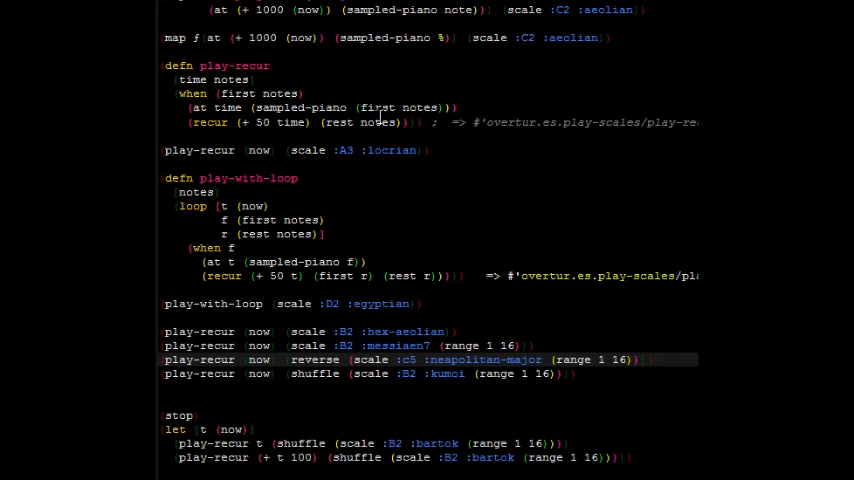 (at (+ 1000 (now)) (sampled-piano note))) (scale :C2 :aeolian)
(map f(at (+ 1000 (now)) (sampled-piano %)) (scale :C2 :aeolian))
(defn play-recur
[time notes]
(when (first notes)
(at time (sampled-piano (first notes)))
(recur (+ 50 time) (rest notes)))) ; => #'overtur.es.play-scales/play-re
(play-recur (now) (scale :A3 :locrian))
(defn play-with-loop
[notes]
(loop [t (now)
f (first notes)
r (rest notes)]
(when f
(at t (sampled-piano f))
(recur (+ 50 t) (first r) (rest r))))) => #'overtur.es.play-scales/pla
(play-with-loop (scale :D2 :egyptian))
(play-recur (now) (scale :B2 :hex-aeolian))
(play-recur (now) (scale :B2 :messiaen7 (range 1 16)))
(play-recur (now) (reverse (scale :c5 :neapolitan-major (range 1 16))))
(play-recur (now) (shuffle (scale :B2 :kumoi (range 1 16))))
(stop)
(let [t (now)]
(play-recur t (shuffle (scale :B2 :bartok (range 1 16))))
(play-recur (+ t 100) (shuffle (scale :B2 :bartok (range 1 16)))))